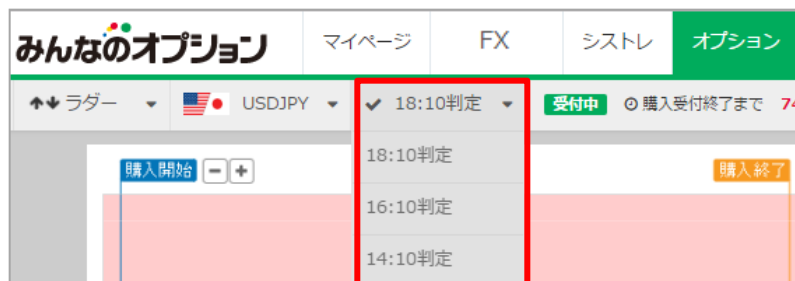 みんなのオプション マイページ FX シストレ オプション
ラダー USDJPY 18:10判定 受付中 購入受付終了まで 74
購入開始 18:10判定 購入終了
16:10判定
14:10判定